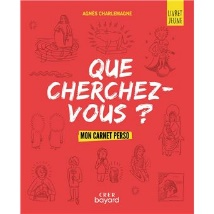 AGNÈS CHARLEMAGNE
LIVRET JEUNE
QUE
CHERCHEZ-
VOUS ?
MON CARNET PERSO
CRER
bayard